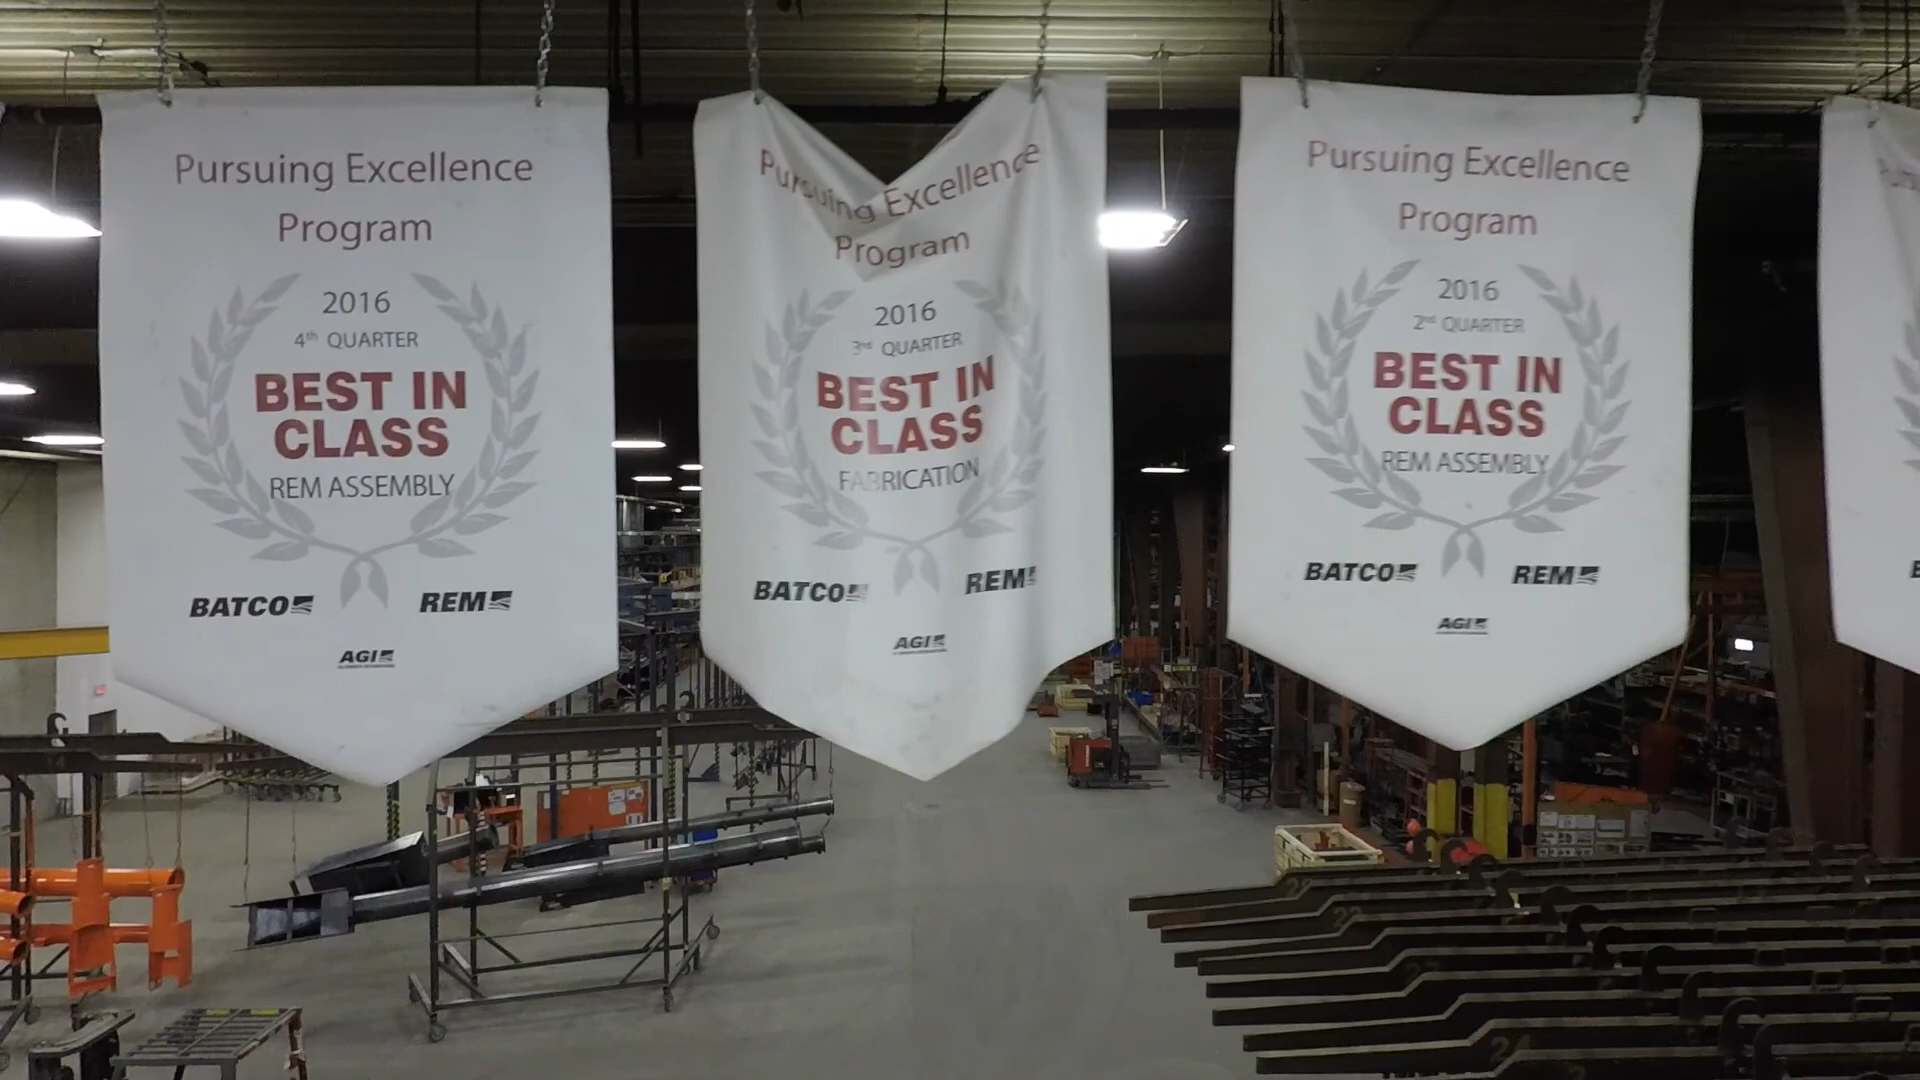 Pursuing Excellence
Program
2016
4th QUARTER
BEST IN
CLASS
REM ASSEMBLY
BATCO
REM
AGI
Pursuing Excellence
Program
2016
3rd QUARTER
BEST IN
CLASS
FABRICATION
BATCO
REM
AGI
Pursuing Excellence
Program
2016
2nd QUARTER
BEST IN
CLASS
REM ASSEMBLY
BATCO
REM
AGI